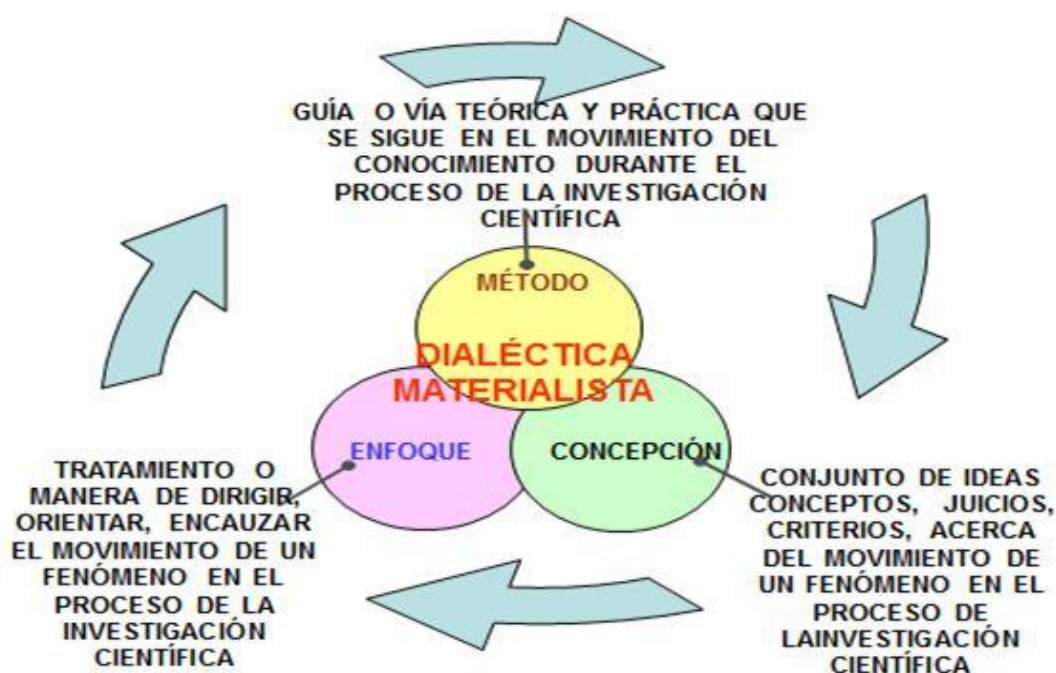 GUÍA O VÍA TEÓRICA Y PRÁCTICA QUE
SE SIGUE EN EL MOVIMIENTO DEL
CONOCIMIENTO DURANTE EL
PROCESO DE LA INVESTIGACIÓN
CIENTÍFICA
MÉTODO
DIALÉCTICA
MATERIALISTA
ENFOQUE
CONCEPCIÓN
TRATAMIENTO O
MANERA DE DIRIGIR,
ORIENTAR, ENCAUZAR
EL MOVIMIENTO DE UN
FENÓMENO EN EL
PROCESO DE LA
INVESTIGACIÓN
CIENTÍFICA
CONJUNTO DE IDEAS
CONCEPTOS, JUICIOS,
CRITERIOS, ACERCA
DEL MOVIMIENTO DE
UN FENÓMENO EN EL
PROCESO DE
LAINVESTIGACIÓN
CIENTÍFICA